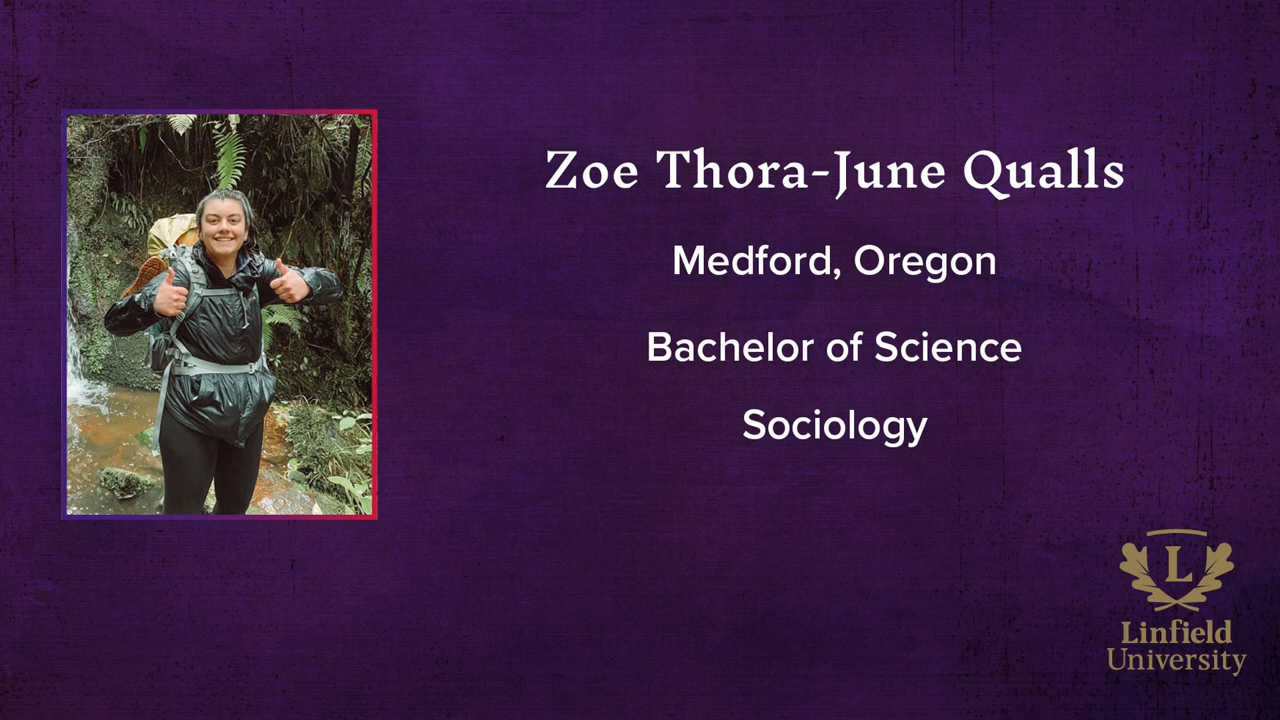 Zoe Thora-June Qualls
Medford, Oregon
Bachelor of Science
Sociology
L
Linfield
University